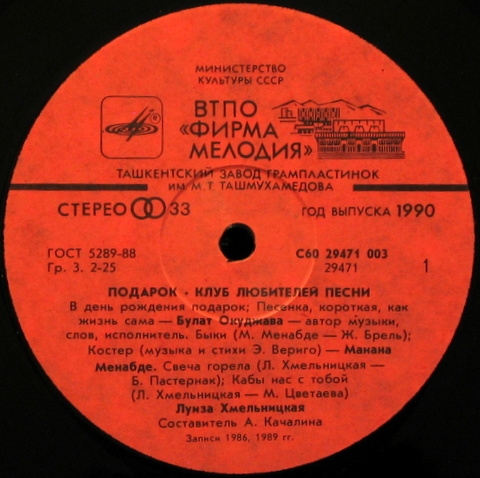 МИНИСТЕРСТВО
КУЛЬТУРЫ СССР
ВТПО
«ФИРМА
МЕЛОДИЯ»
ТАШКЕНТСКИЙ ЗАВОД ГРАМПЛАСТИНОК
им М.Т. ТАШМУХАМЕДОВА
СТЕРЕО 33
ГОД ВЫПУСКА 1990
ГОСТ 5289-88
Гр. 3. 2-25
С60 29471 003
29471
1
ПОДАРОК · КЛУБ ЛЮБИТЕЛЕЙ ПЕСНИ
В день рождения подарок; Песенка, короткая, как
жизнь сама — Булат Окуджава — автор музыки,
слов, исполнитель. Быки (М. Менабде — Ж. Брель);
Костер (музыка и стихи Э. Вериго) — Манана
Менабде. Свеча горела (Л. Хмельницкая —
Б. Пастернак); Кабы нас с тобой
(Л. Хмельницкая — М. Цветаева)
Луиза Хмельницкая
Составитель А. Качалина
Записи 1986, 1989 гг.